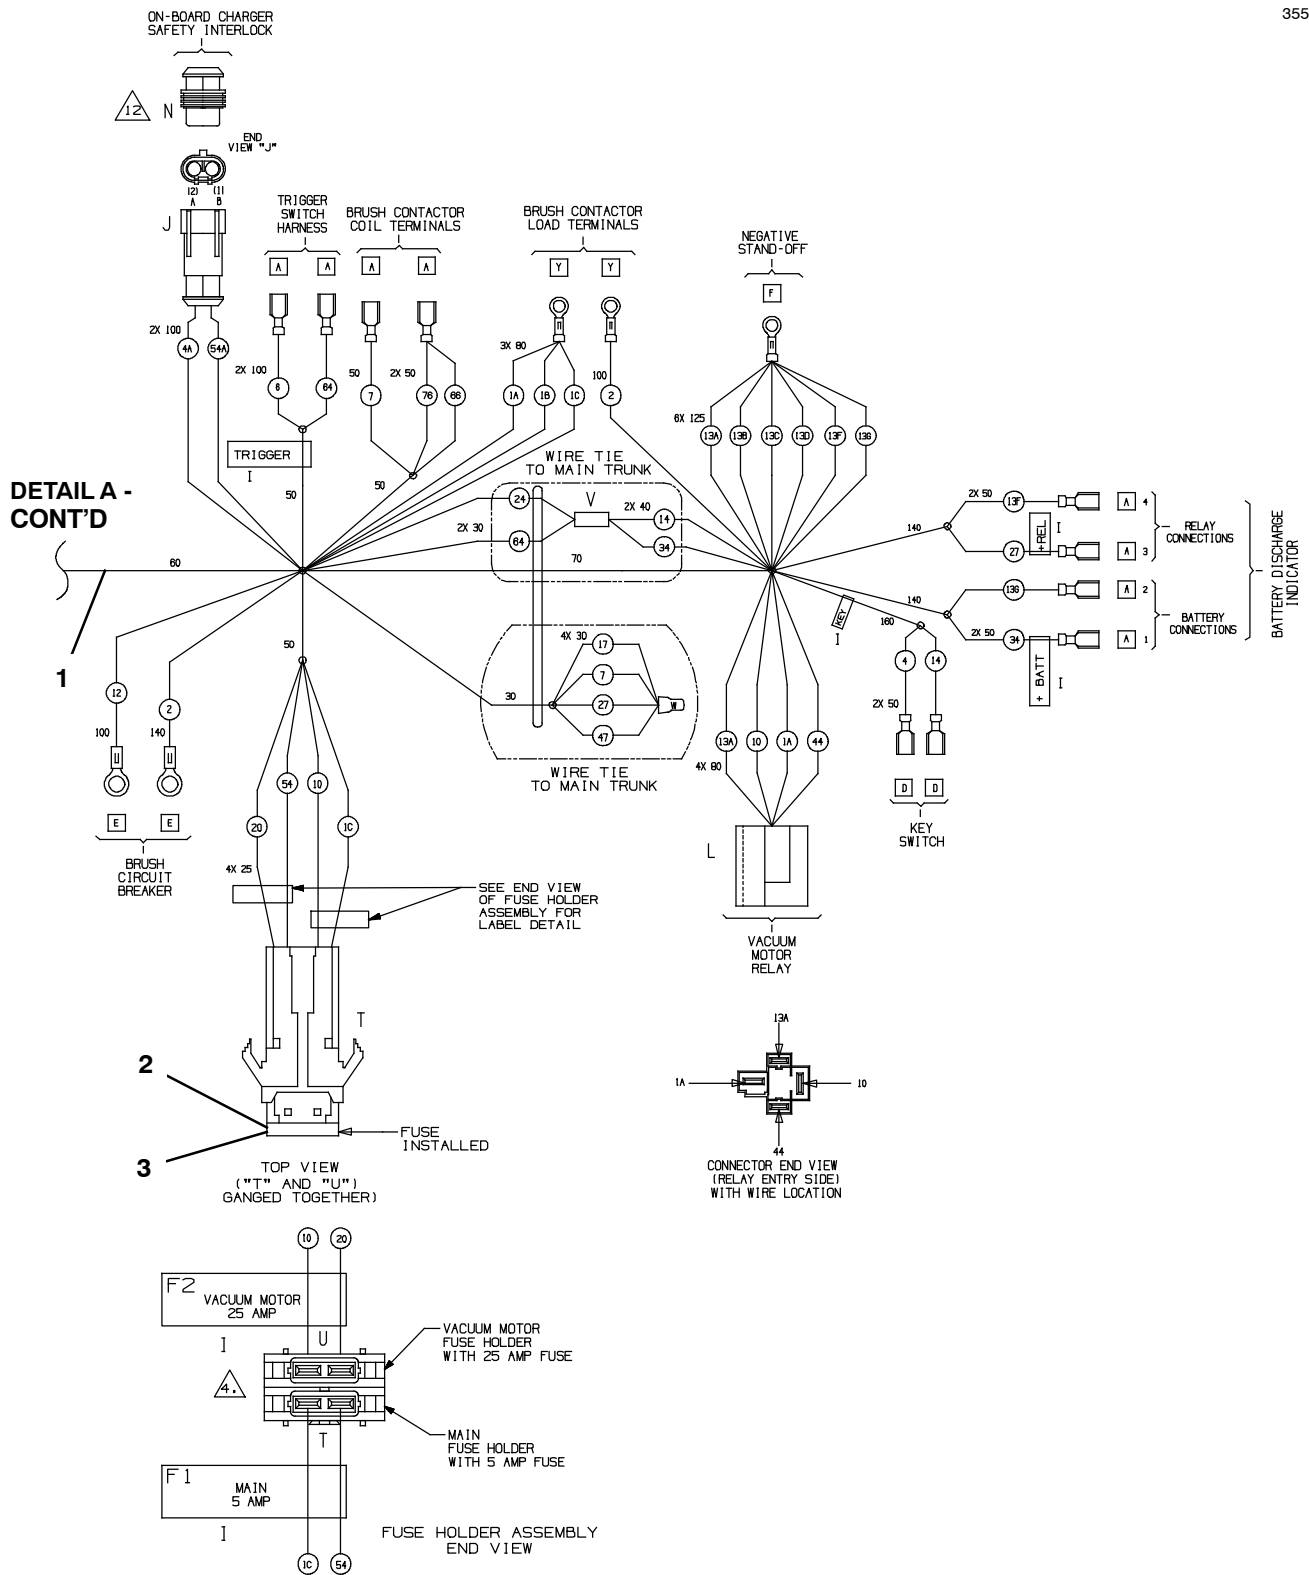 355
ON-BOARD CHARGER
SAFETY INTERLOCK
12
N
END
VIEW "J"
(2) (1)
A B
J
2X 100
4A 54A
TRIGGER
SWITCH
HARNESS
A A
2X 100
6 64
TRIGGER
I
50
BRUSH CONTACTOR
COIL TERMINALS
A A
50 2X 50
7 76 66
50
BRUSH CONTACTOR
LOAD TERMINALS
Y Y
3X 80
1A 1B 1C
100
2
NEGATIVE
STAND-OFF
F
6X 125
13A 13B 13C 13D 13F 13G
WIRE TIE
TO MAIN TRUNK
24 V 2X 40 14
2X 30 64 34
DETAIL A -
CONT'D
60
70
1
140
2X 50 13F A 4
+REL I
27 A 3
RELAY
CONNECTIONS
140
13G A 2
2X 50 34 A 1
+ BATT I
BATTERY
CONNECTIONS
BATTERY DISCHARGE
INDICATOR
KEY
I
160
4 14
2X 50
D D
KEY
SWITCH
50
30
4X 30 17
7
27 W
47
WIRE TIE
TO MAIN TRUNK
12 2
100 140
E E
BRUSH
CIRCUIT
BREAKER
54 10
20 1C
4X 25
SEE END VIEW
OF FUSE HOLDER
ASSEMBLY FOR
LABEL DETAIL
13A 10 1A 44
4X 80
L
VACUUM
MOTOR
RELAY
T
2
3
FUSE
INSTALLED
TOP VIEW
("T" AND "U")
GANGED TOGETHER)
13A
1A 10
44
CONNECTOR END VIEW
(RELAY ENTRY SIDE)
WITH WIRE LOCATION
10 20
F2
VACUUM MOTOR
25 AMP
I
U
4.
VACUUM MOTOR
FUSE HOLDER
WITH 25 AMP FUSE
MAIN
FUSE HOLDER
WITH 5 AMP FUSE
T
F1
MAIN
5 AMP
I
FUSE HOLDER ASSEMBLY
END VIEW
1C 54